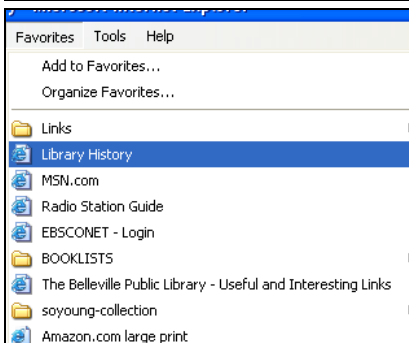 Favorites Tools Help
Add to Favorites...
Organize Favorites...
Links
Library History
MSN.com
Radio Station Guide
EBSCONET - Login
BOOKLISTS
The Belleville Public Library - Useful and Interesting Links
soyoung-collection
Amazon.com large print